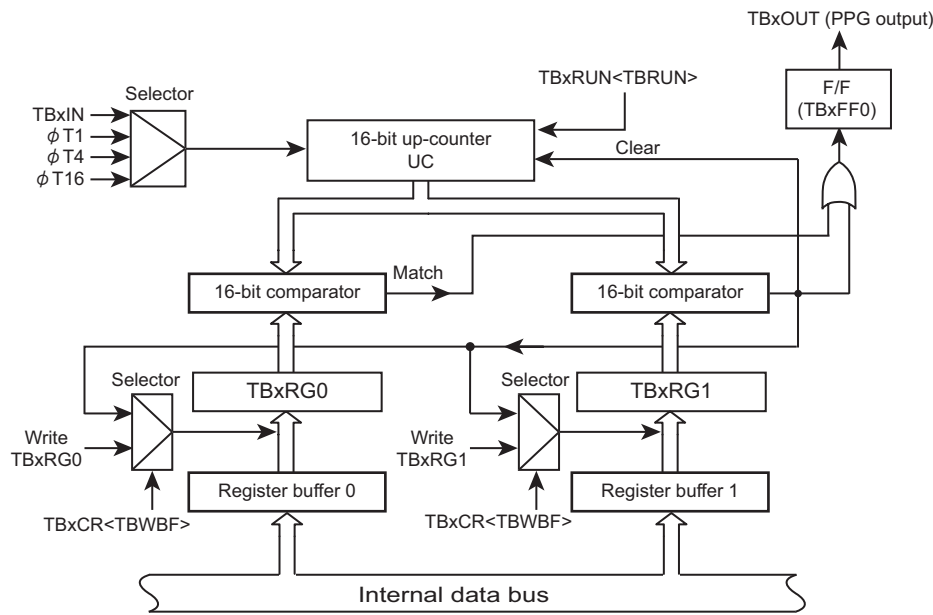 TBxOUT (PPG output)
TBxRUN<TBRUN>
F/F
(TBxFF0)
Selector
TBxIN
ϕT1
ϕT4
ϕT16
16-bit up-counter
UC
Clear
Match
16-bit comparator
16-bit comparator
Selector
TBxRG0
Selector
TBxRG1
Write
TBxRG0
Write
TBxRG1
Register buffer 0
Register buffer 1
TBxCR<TBWBF>
TBxCR<TBWBF>
Internal data bus